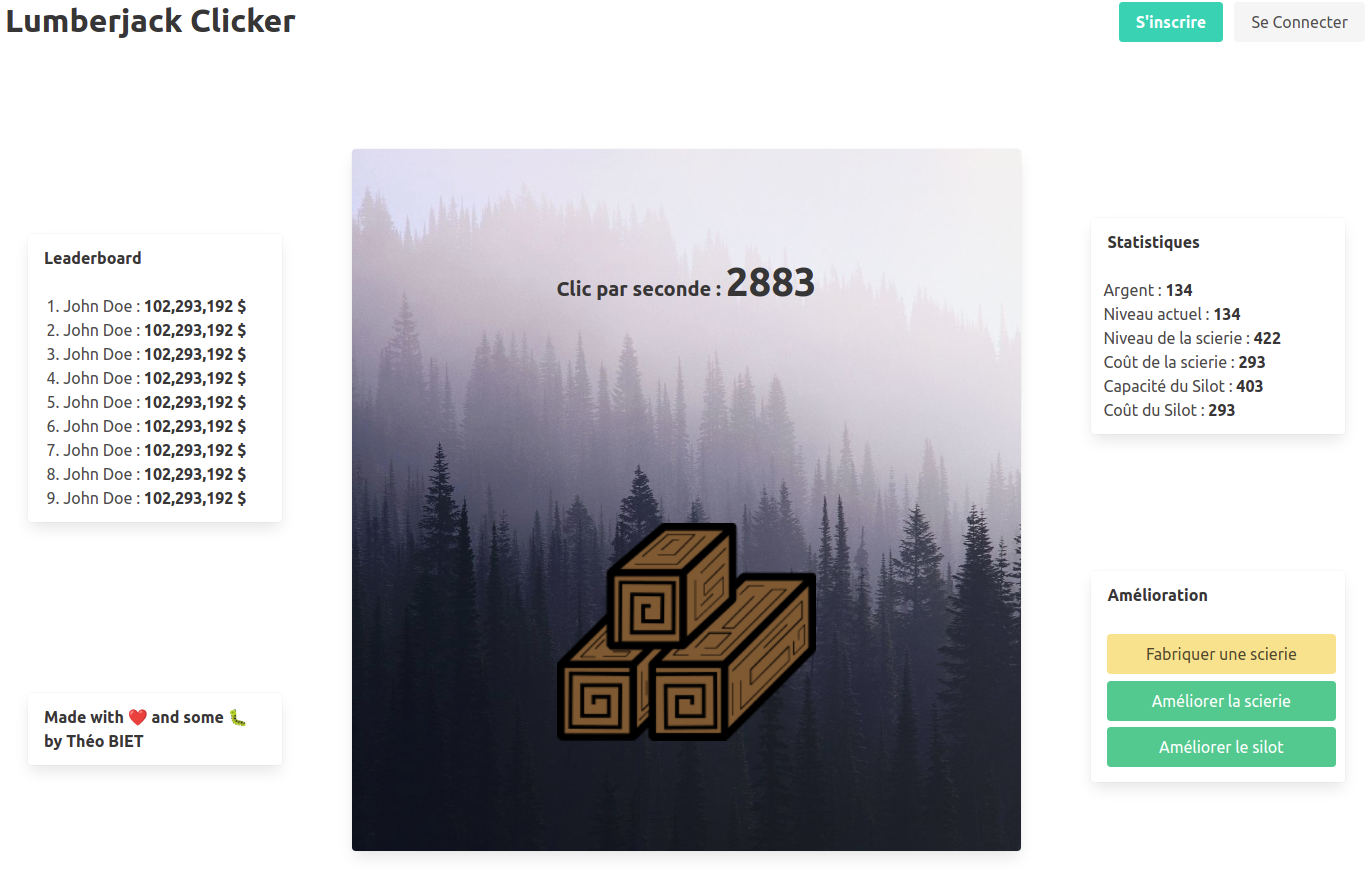 Lumberjack Clicker
S'inscrire
Se Connecter
Leaderboard
1. John Doe : 102,293,192 $
2. John Doe : 102,293,192 $
3. John Doe : 102,293,192 $
4. John Doe : 102,293,192 $
5. John Doe : 102,293,192 $
6. John Doe : 102,293,192 $
7. John Doe : 102,293,192 $
8. John Doe : 102,293,192 $
9. John Doe : 102,293,192 $
Made with ❤️ and some 🐛
by Théo BIET
Clic par seconde : 2883
Statistiques
Argent : 134
Niveau actuel : 134
Niveau de la scierie : 422
Coût de la scierie : 293
Capacité du Silot : 403
Coût du Silot : 293
Amélioration
Fabriquer une scierie
Améliorer la scierie
Améliorer le silot